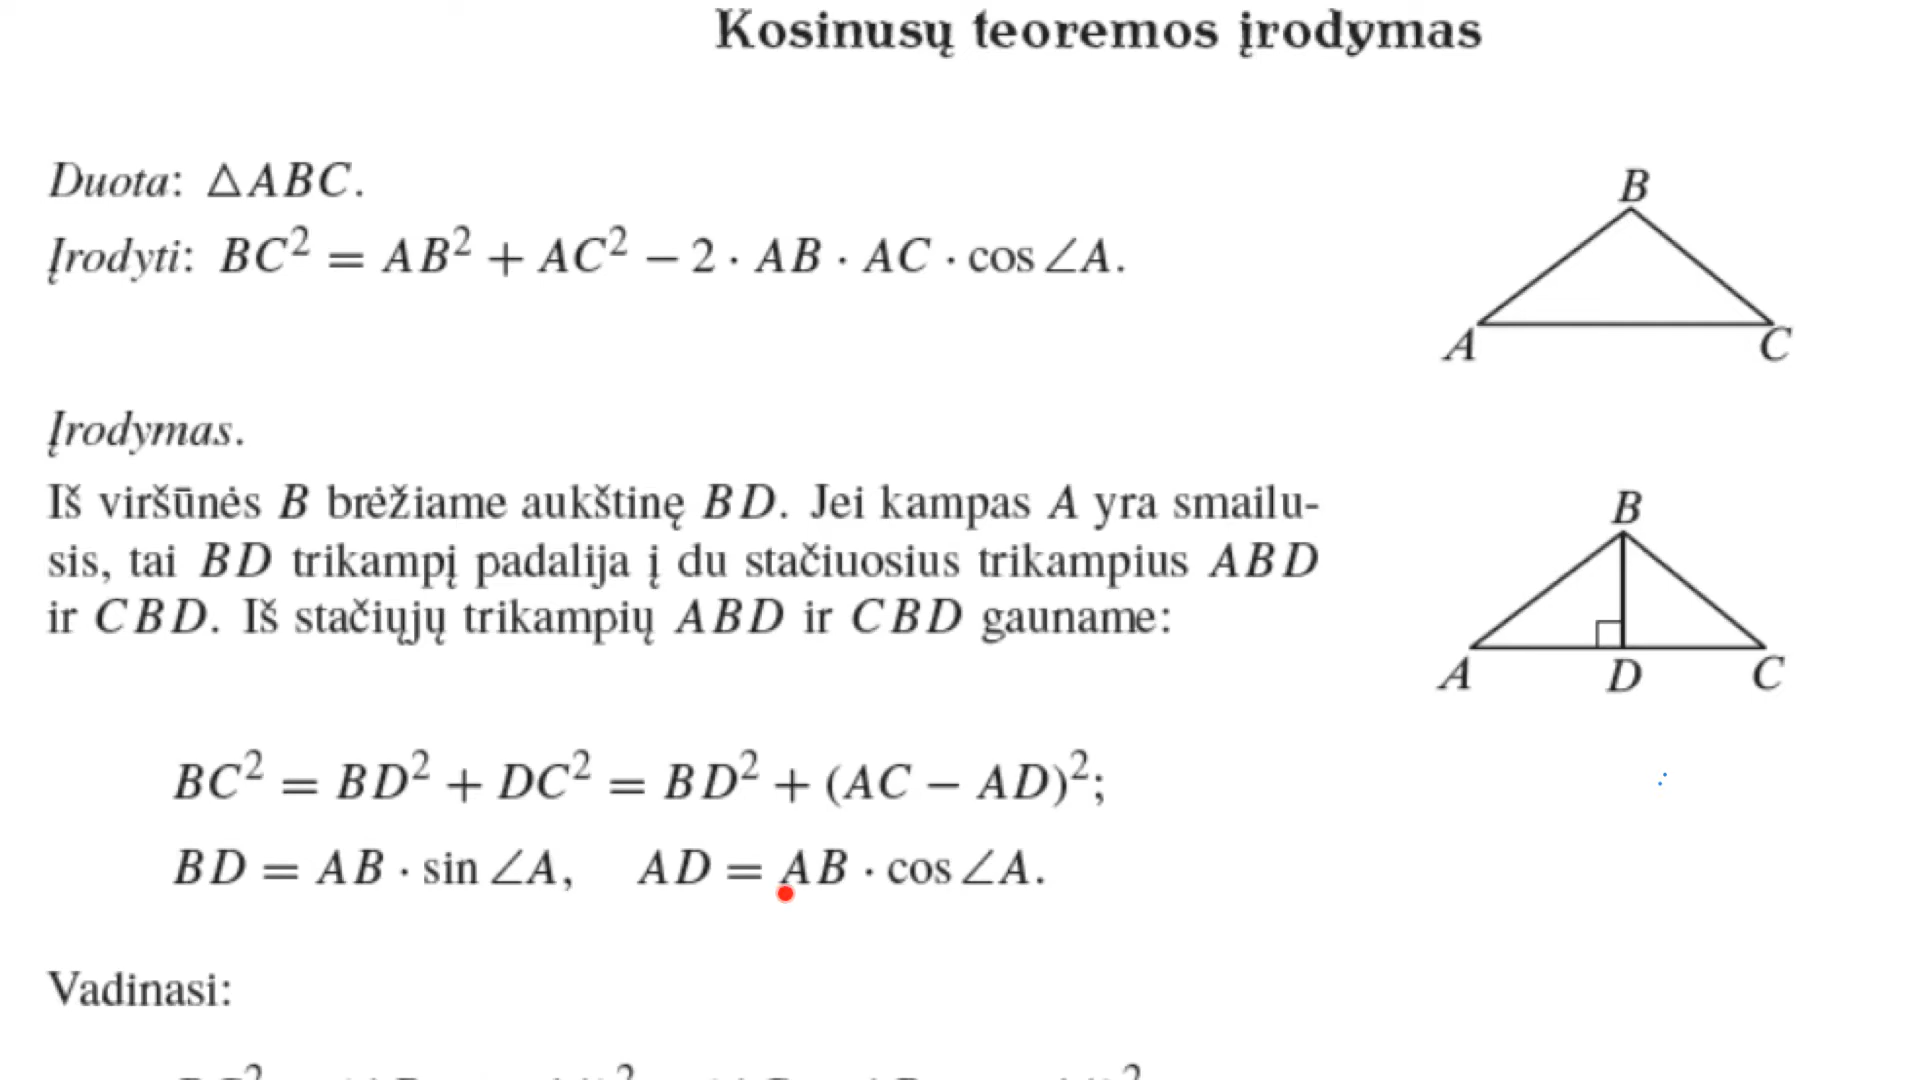 Kosinusų teoremos įrodymas
Duota: △ABC.
Įrodyti: BC² = AB² + AC² − 2 · AB · AC · cos ∠A.
B
A
C
Įrodymas.
Iš viršūnės B brėžiame aukštinę BD. Jei kampas A yra smailu-
sis, tai BD trikampį padalija į du stačiuosius trikampius ABD
ir CBD. Iš stačiųjų trikampių ABD ir CBD gauname:
B
A
D
C
BC² = BD² + DC² = BD² + (AC − AD)²;
BD = AB · sin ∠A, AD = AB · cos ∠A.
Vadinasi: